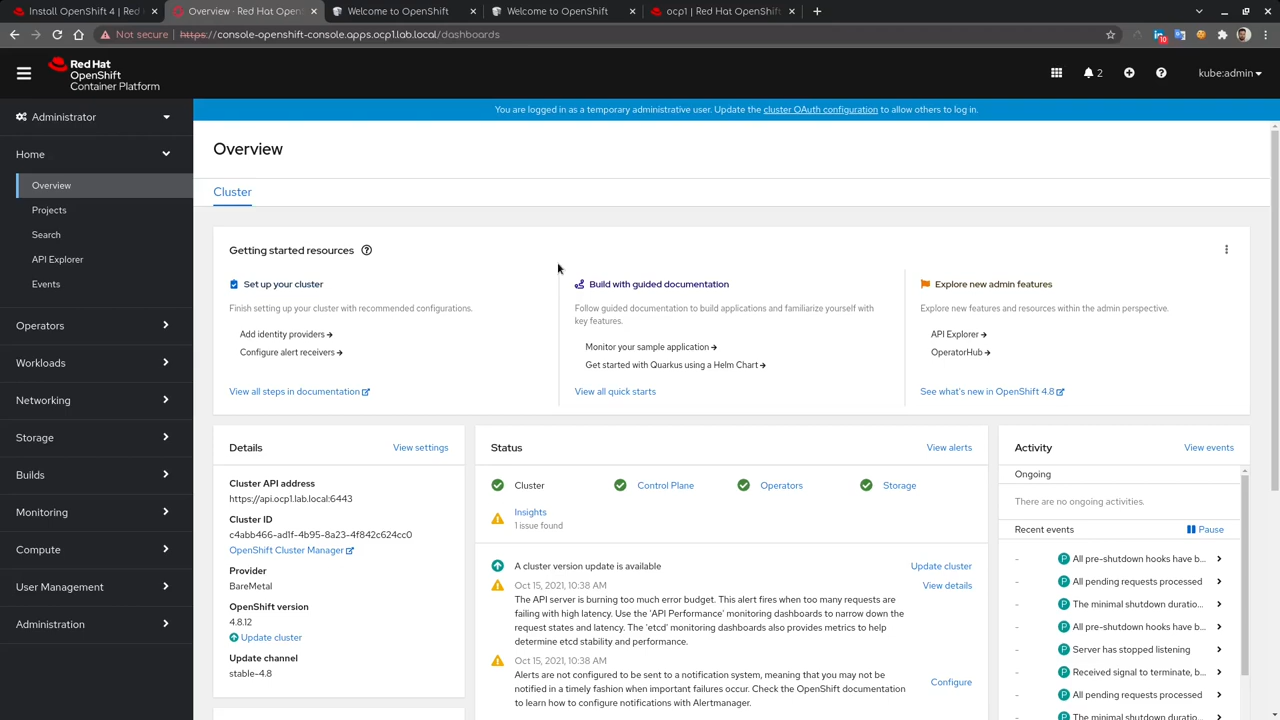 Install OpenShift 4 | Red
Overview · Red Hat Open
Welcome to OpenShift
Welcome to OpenShift
ocp1 | Red Hat OpenShift
Not secure | https://console-openshift-console.apps.ocp1.lab.local/dashboards
10
Red Hat
OpenShift
Container Platform
2
kube:admin
You are logged in as a temporary administrative user. Update the cluster OAuth configuration to allow others to log in.
Administrator
Home
Overview
Projects
Search
API Explorer
Events
Operators
Workloads
Networking
Storage
Builds
Monitoring
Compute
User Management
Administration
Overview
Cluster
Getting started resources
Set up your cluster
Finish setting up your cluster with recommended configurations.
Add identity providers
Configure alert receivers
View all steps in documentation
Build with guided documentation
Follow guided documentation to build applications and familiarize yourself with
key features.
Monitor your sample application
Get started with Quarkus using a Helm Chart
View all quick starts
Explore new admin features
Explore new features and resources within the admin perspective.
API Explorer
OperatorHub
See what's new in OpenShift 4.8
Details
View settings
Cluster API address
https://api.ocp1.lab.local:6443
Cluster ID
c4abb466-ad1f-4b95-8a23-4f842c624cc0
OpenShift Cluster Manager
Provider
BareMetal
OpenShift version
4.8.12
Update cluster
Update channel
stable-4.8
Status
View alerts
Cluster
Control Plane
Operators
Storage
Insights
1 issue found
A cluster version update is available
Update cluster
Oct 15, 2021, 10:38 AM
View details
The API server is burning too much error budget. This alert fires when too many requests are
failing with high latency. Use the 'API Performance' monitoring dashboards to narrow down the
request states and latency. The 'etcd' monitoring dashboards also provides metrics to help
determine etcd stability and performance.
Oct 15, 2021, 10:38 AM
Alerts are not configured to be sent to a notification system, meaning that you may not be
notified in a timely fashion when important failures occur. Check the OpenShift documentation
to learn how to configure notifications with Alertmanager.
Configure
Activity
View events
Ongoing
There are no ongoing activities.
Recent events
Pause
- P All pre-shutdown hooks have b...
- P All pending requests processed
- P The minimal shutdown duratio...
- P All pre-shutdown hooks have b...
- P Server has stopped listening
- P Received signal to terminate, b...
- P All pending requests processed
- P The minimal shutdown duratio...